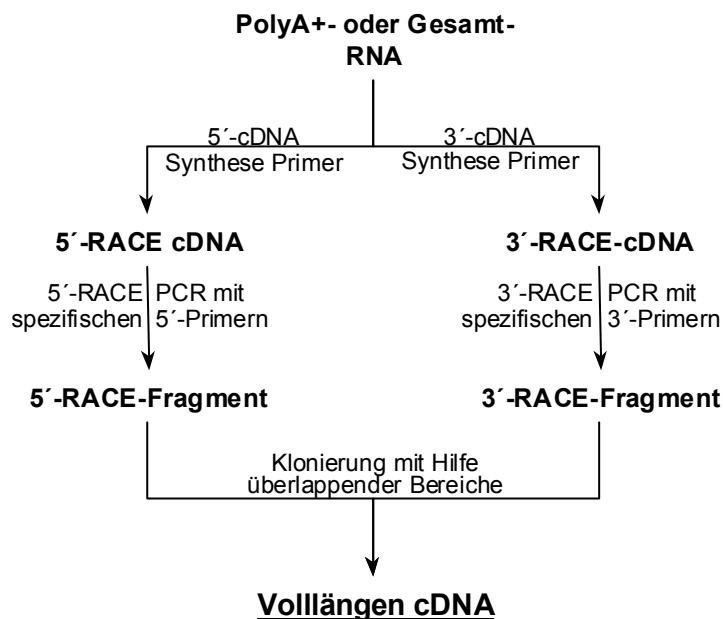 PolyA+- oder Gesamt-
RNA
5´-cDNA
Synthese Primer
3´-cDNA
Synthese Primer
5´-RACE cDNA
3´-RACE-cDNA
5´-RACE PCR mit
spezifischen 5´-Primern
3´-RACE PCR mit
spezifischen 3´-Primern
5´-RACE-Fragment
3´-RACE-Fragment
Klonierung mit Hilfe
überlappender Bereiche
Volllängen cDNA